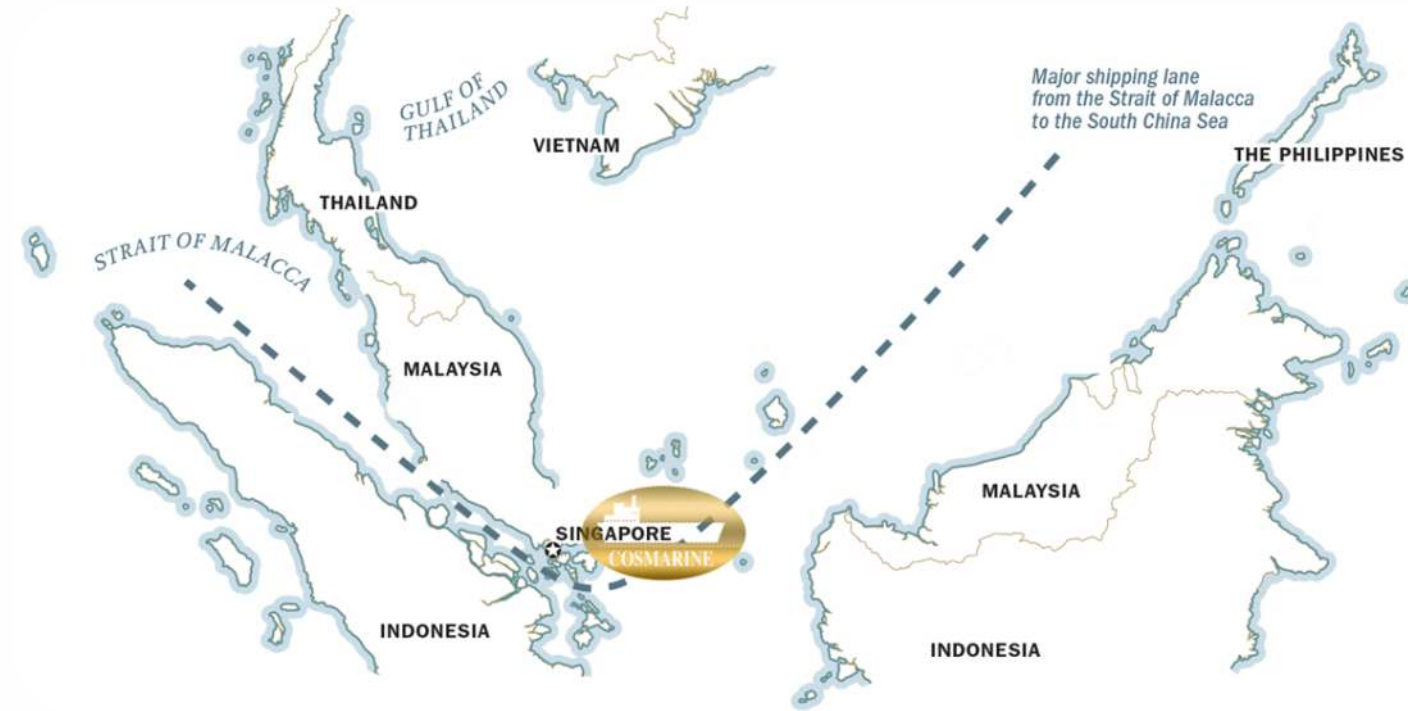 GULF OF
THAILAND
VIETNAM
Major shipping lane
from the Strait of Malacca
to the South China Sea
THE PHILIPPINES
THAILAND
STRAIT OF MALACCA
MALAYSIA
MALAYSIA
SINGAPORE
COSMARINE
INDONESIA
INDONESIA